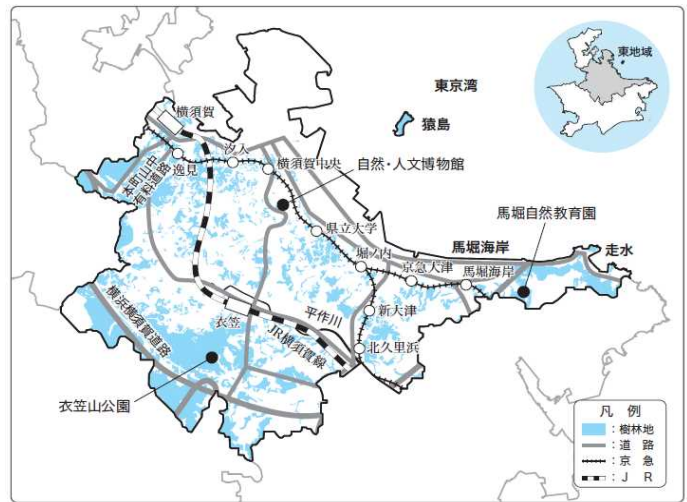 東地域
東京湾
猿島
横須賀
汐入
横須賀中央
逸見
自然・人文博物館
本町山中
有料道路
県立大学
馬堀自然教育園
堀ノ内
馬堀海岸
走水
京急大津
馬堀海岸
新大津
平作川
衣笠
JR横須賀線
北久里浜
横浜横須賀道路
衣笠山公園
凡 例
:樹林地
:道 路
:京 急
:J R